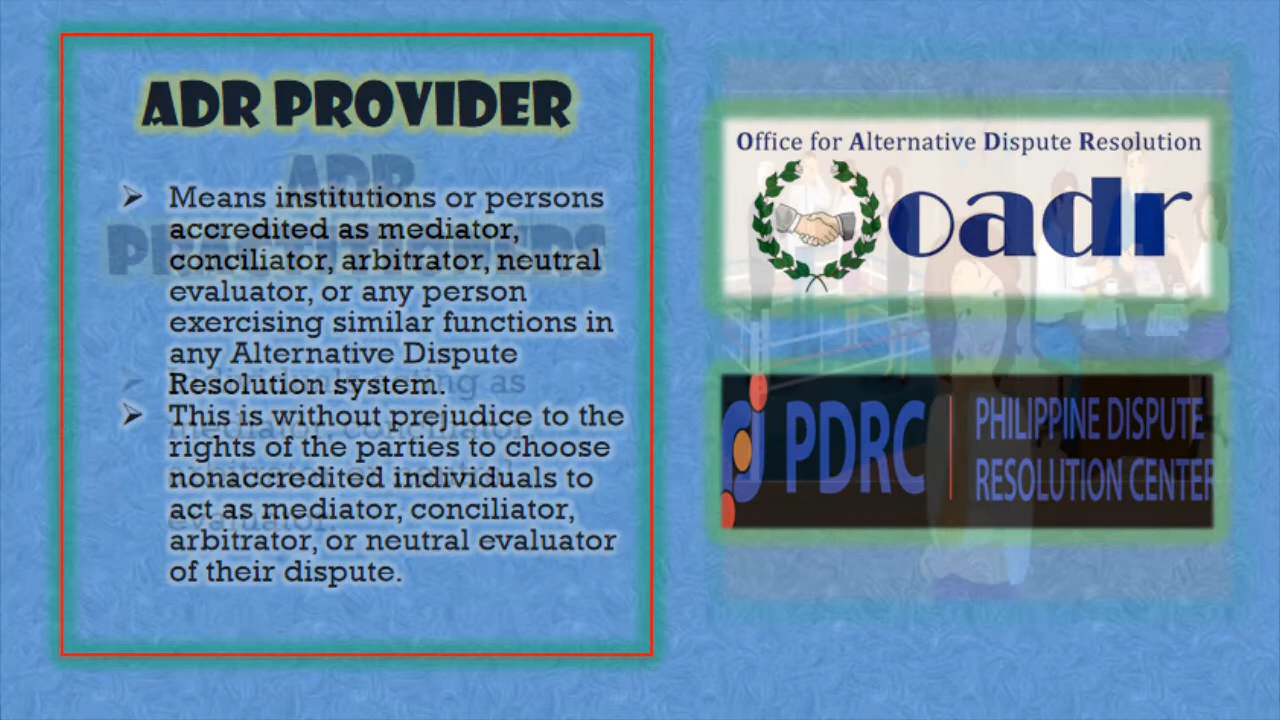 ADR PROVIDER
ADR
➢ Means institutions or persons
accredited as mediator,
conciliator, arbitrator, neutral
evaluator, or any person
exercising similar functions in
any Alternative Dispute
Resolution system.
➢ This is without prejudice to the
rights of the parties to choose
nonaccredited individuals to
act as mediator, conciliator,
arbitrator, or neutral evaluator
of their dispute.
Office for Alternative Dispute Resolution
oadr
PDRC
PHILIPPINE DISPUTE
RESOLUTION CENTER